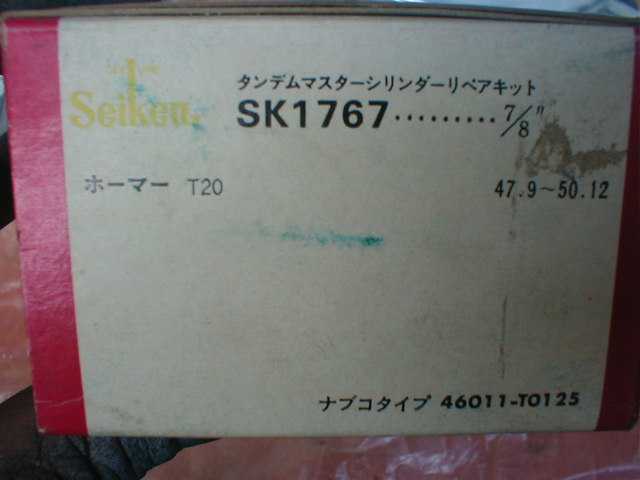 タンデムマスターシリンダーリペアキット
Seiken.
SK1767·········7/8"
ホーマー T20 47.9~50.12
ナブコタイプ 46011-T0125